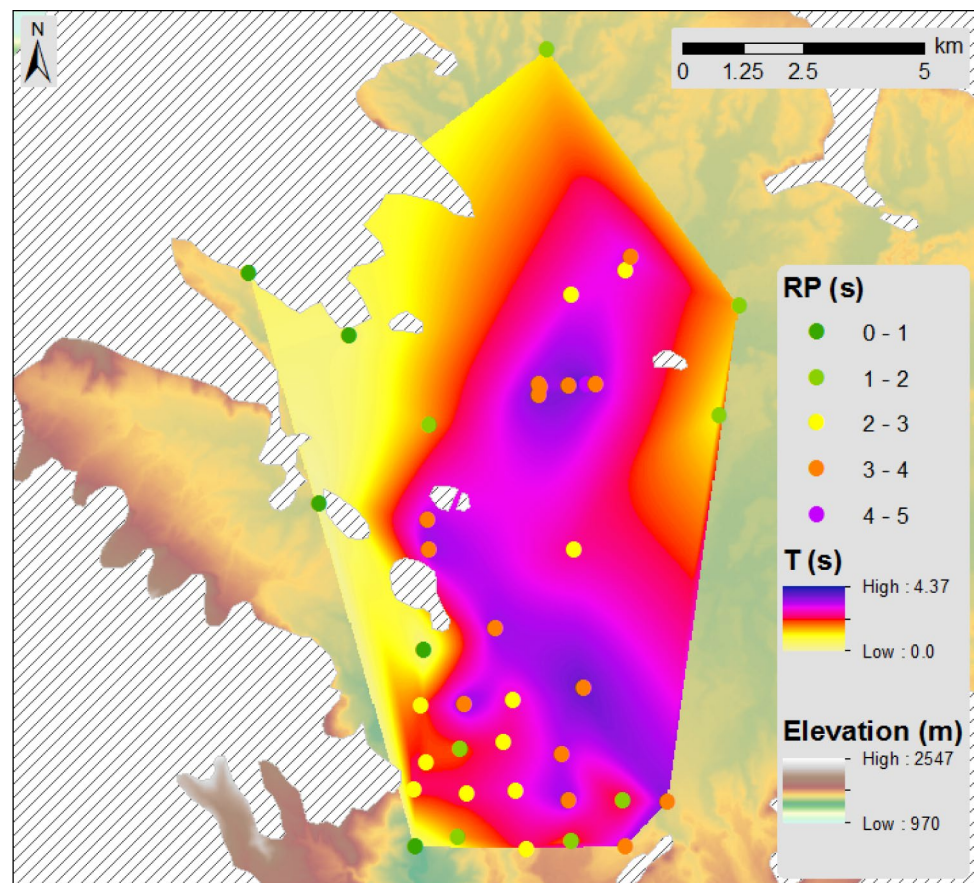 N
km
0 1.25 2.5 5
RP (s)
0 - 1
1 - 2
2 - 3
3 - 4
4 - 5
T (s)
High : 4.37
Low : 0.0
Elevation (m)
High : 2547
Low : 970